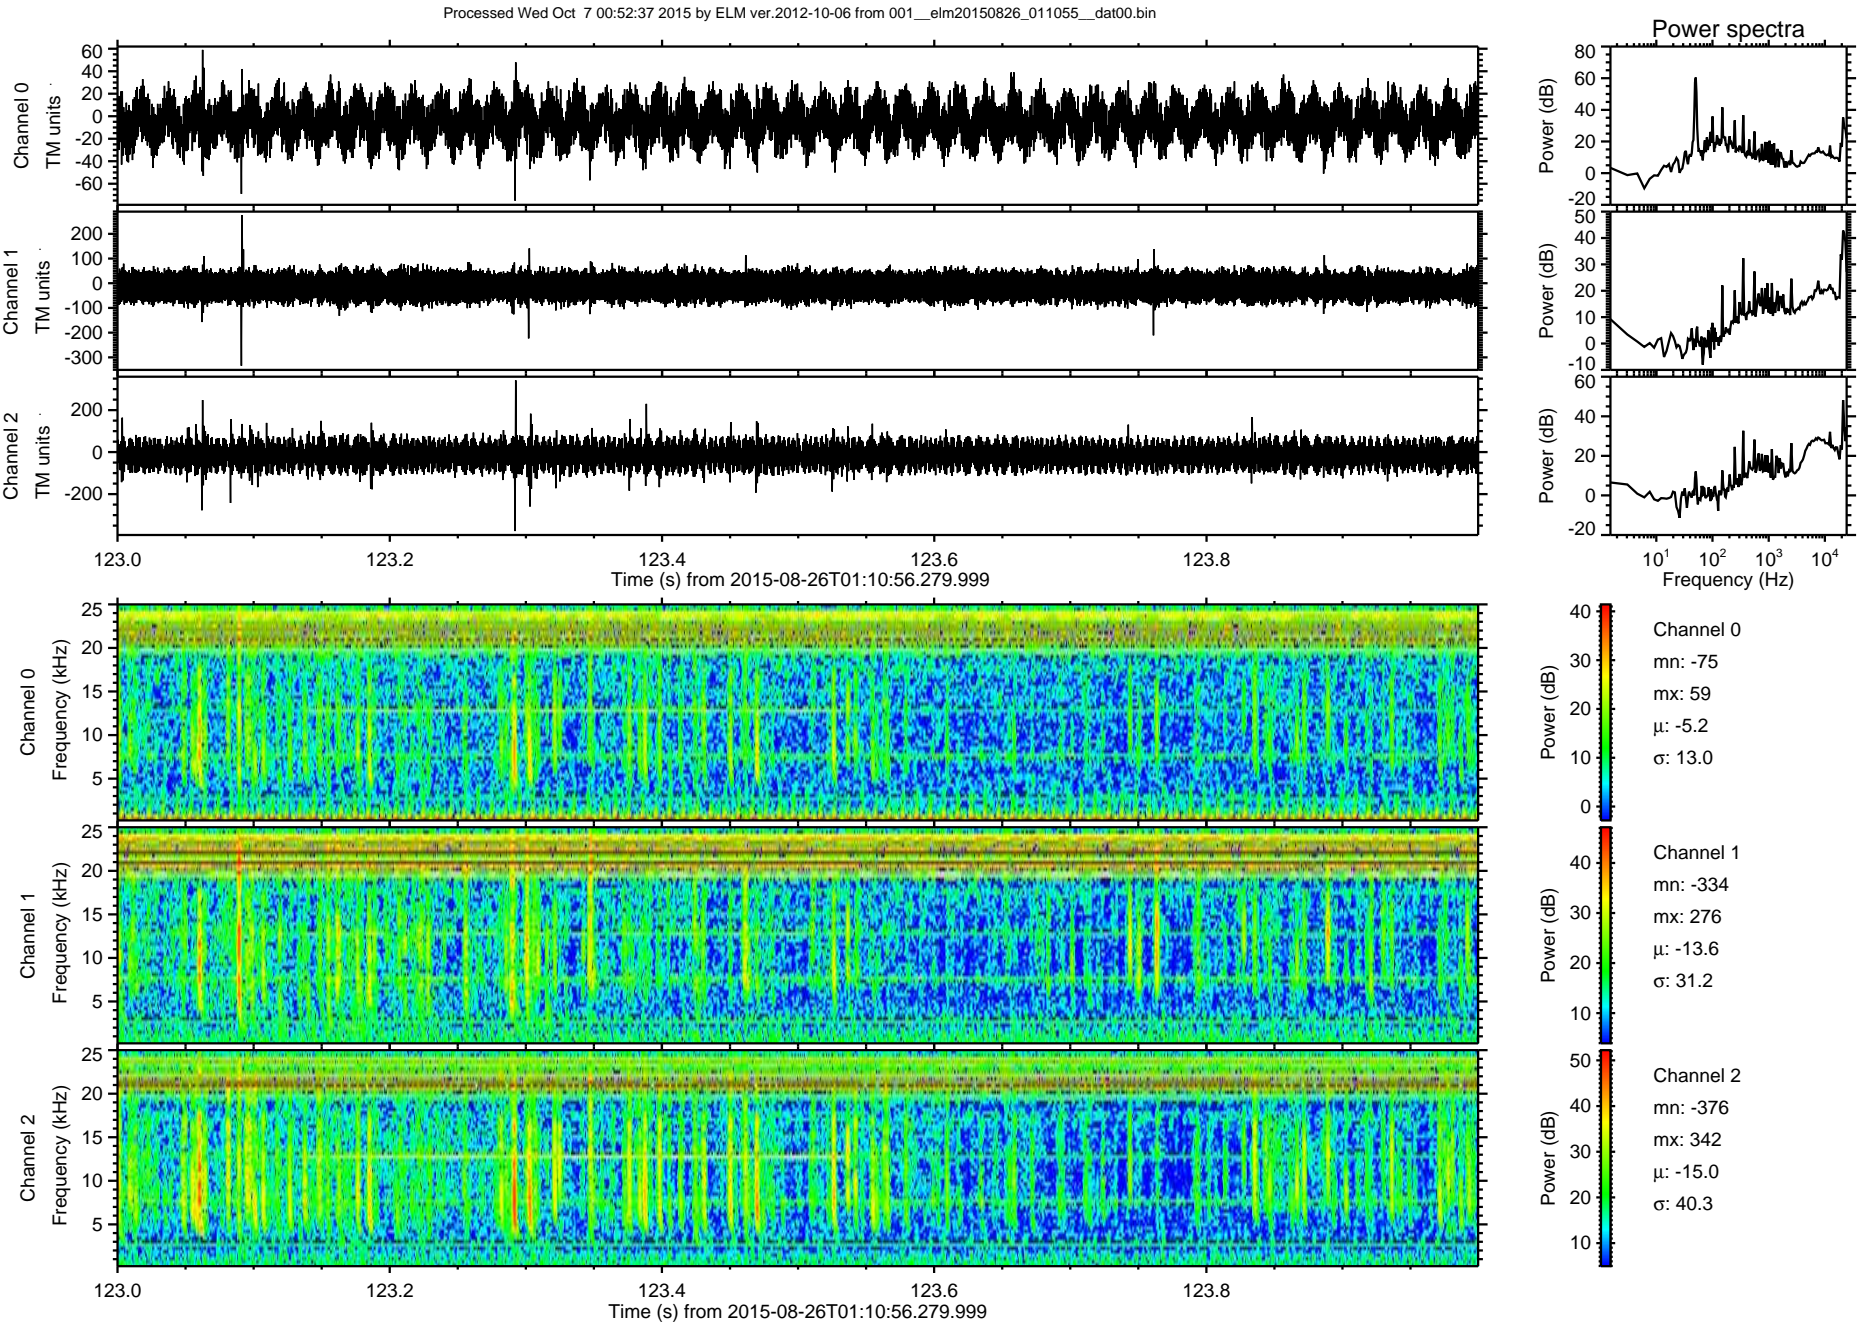 Processed Wed Oct  7 00:52:37 2015 by ELM ver.2012-10-06 from 001__elm20150826_011055__dat00.bin
Power spectra
Channel 0
TM units
60
40
20
0
-20
-40
-60
Power (dB)
80
60
40
20
0
-20
Channel 1
TM units
200
100
0
-100
-200
-300
Power (dB)
50
40
30
20
10
0
-10
Channel 2
TM units
200
0
-200
Power (dB)
60
40
20
0
-20
123.0 123.2 123.4 123.6 123.8
Time (s) from 2015-08-26T01:10:56.279.999
10¹ 10² 10³ 10⁴
Frequency (Hz)
Channel 0
Frequency (kHz)
25
20
15
10
5
Power (dB)
40
30
20
10
0
Channel 0
mn: -75
mx: 59
μ: -5.2
σ: 13.0
Channel 1
Frequency (kHz)
25
20
15
10
5
Power (dB)
40
30
20
10
Channel 1
mn: -334
mx: 276
μ: -13.6
σ: 31.2
Channel 2
Frequency (kHz)
25
20
15
10
5
Power (dB)
50
40
30
20
10
Channel 2
mn: -376
mx: 342
μ: -15.0
σ: 40.3
123.0 123.2 123.4 123.6 123.8
Time (s) from 2015-08-26T01:10:56.279.999